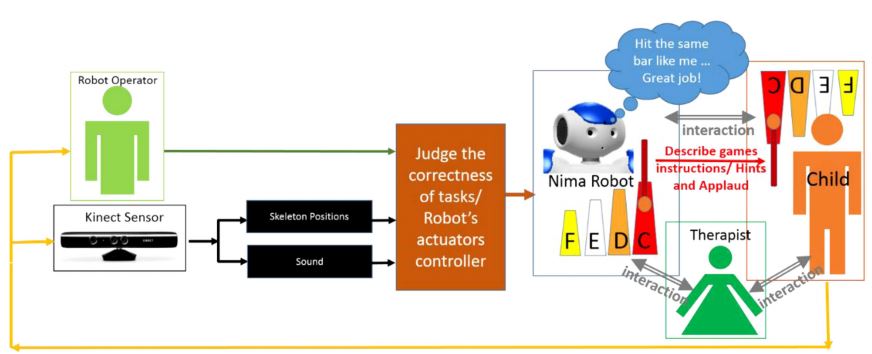 Robot Operator
Kinect Sensor
Skeleton Positions
Sound
Judge the
correctness
of tasks/
Robot's
actuators
controller
Hit the same
bar like me ...
Great job!
Nima Robot
F E D C
interaction
Describe games
instructions/ Hints
and Applaud
C D E F
Child
Therapist
interaction
interaction